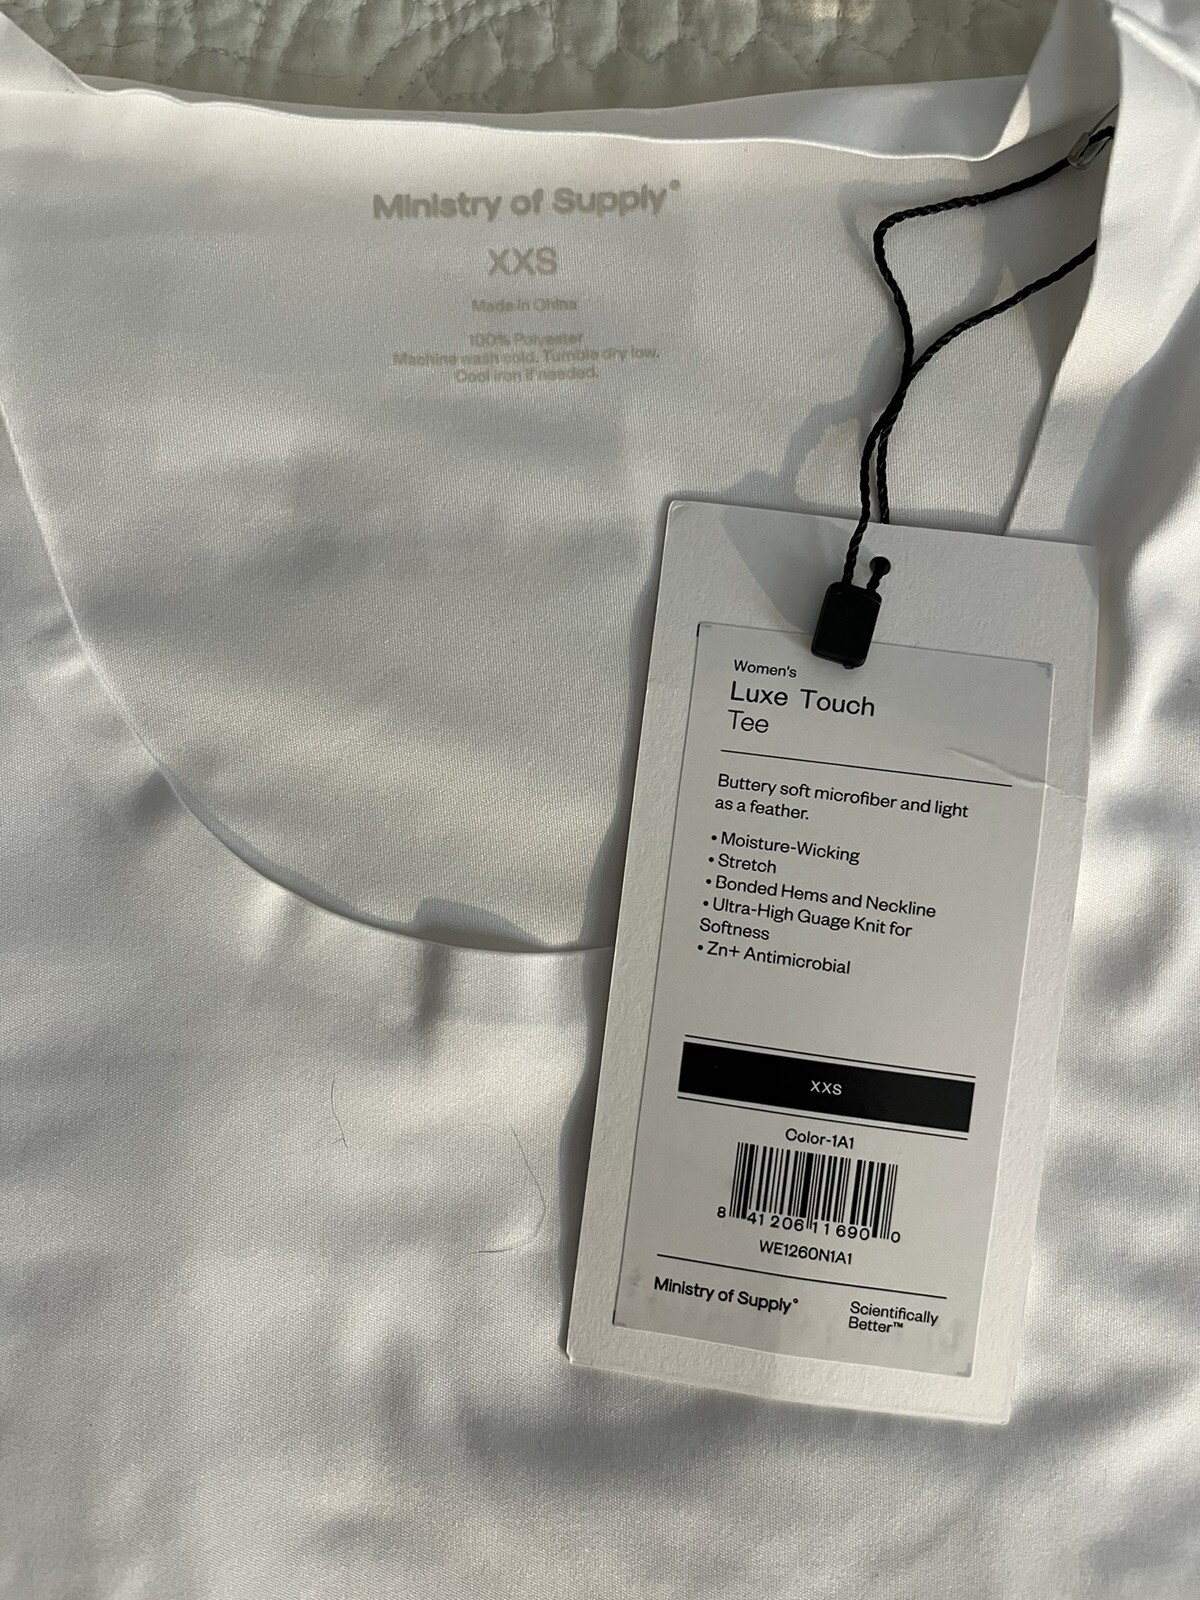 Ministry of Supply°
XXS
Made in China
100% Polyester
Machine wash cold. Tumble dry low.
Cool iron if needed.
Women's
Luxe Touch
Tee
Buttery soft microfiber and light
as a feather.
• Moisture-Wicking
• Stretch
• Bonded Hems and Neckline
• Ultra-High Guage Knit for
Softness
• Zn+ Antimicrobial
XXS
Color-1A1
8 41206 11690 0
WE1260N1A1
Ministry of Supply°
Scientifically
Better™